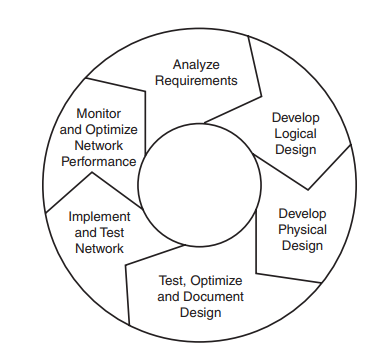 Analyze
Requirements
Develop
Logical
Design
Develop
Physical
Design
Test, Optimize
and Document
Design
Implement
and Test
Network
Monitor
and Optimize
Network
Performance